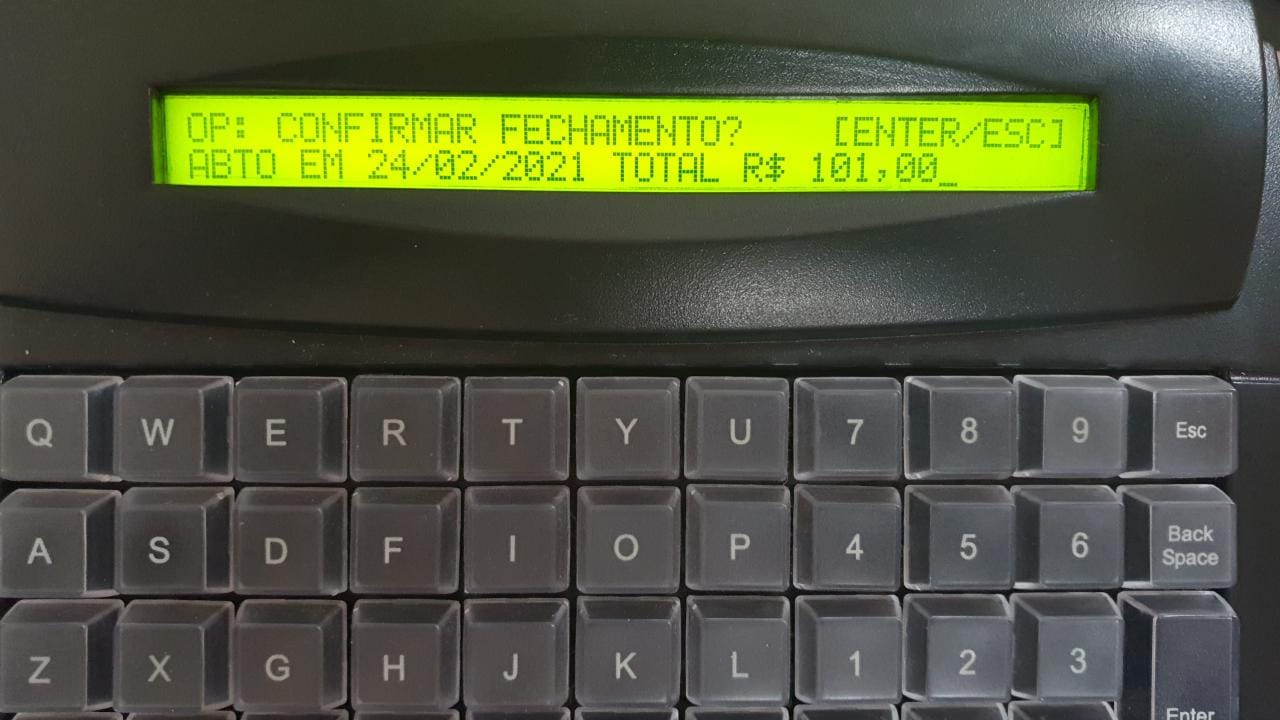 OP: CONFIRMAR FECHAMENTO? [ENTER/ESC]
ABTO EM 24/02/2021 TOTAL R$ 101,00_
Q W E R T Y U 7 8 9 Esc
A S D F I O P 4 5 6 Back Space
Z X G H J K L 1 2 3 Enter